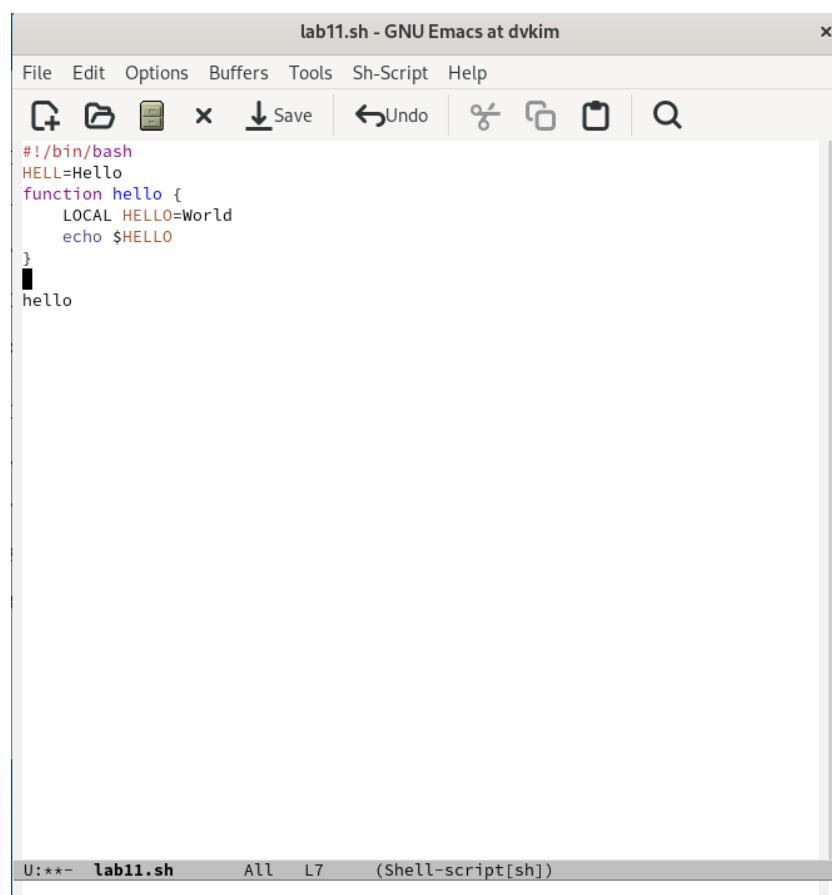 lab11.sh - GNU Emacs at dvkim
File Edit Options Buffers Tools Sh-Script Help
Save Undo
#!/bin/bash
HELL=Hello
function hello {
    LOCAL HELLO=World
    echo $HELLO
}
hello
U:**- lab11.sh All L7 (Shell-script[sh])